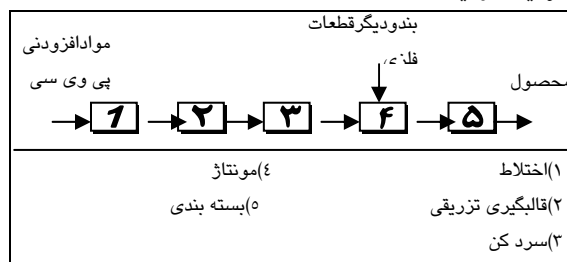 بندودیگرقطعات
فلزی
موادافزودنی
پی وی سی
محصول
۱ ۲ ۳ ۴ ۵
۱)اختلاط
۴)مونتاژ
۲)قالبگیری تزریقی
۵)بسته بندی
۳)سرد کن